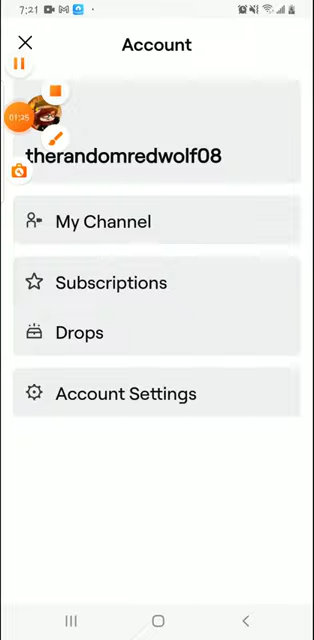 7:21
Account
01:25
therandomredwolf08
My Channel
Subscriptions
Drops
Account Settings